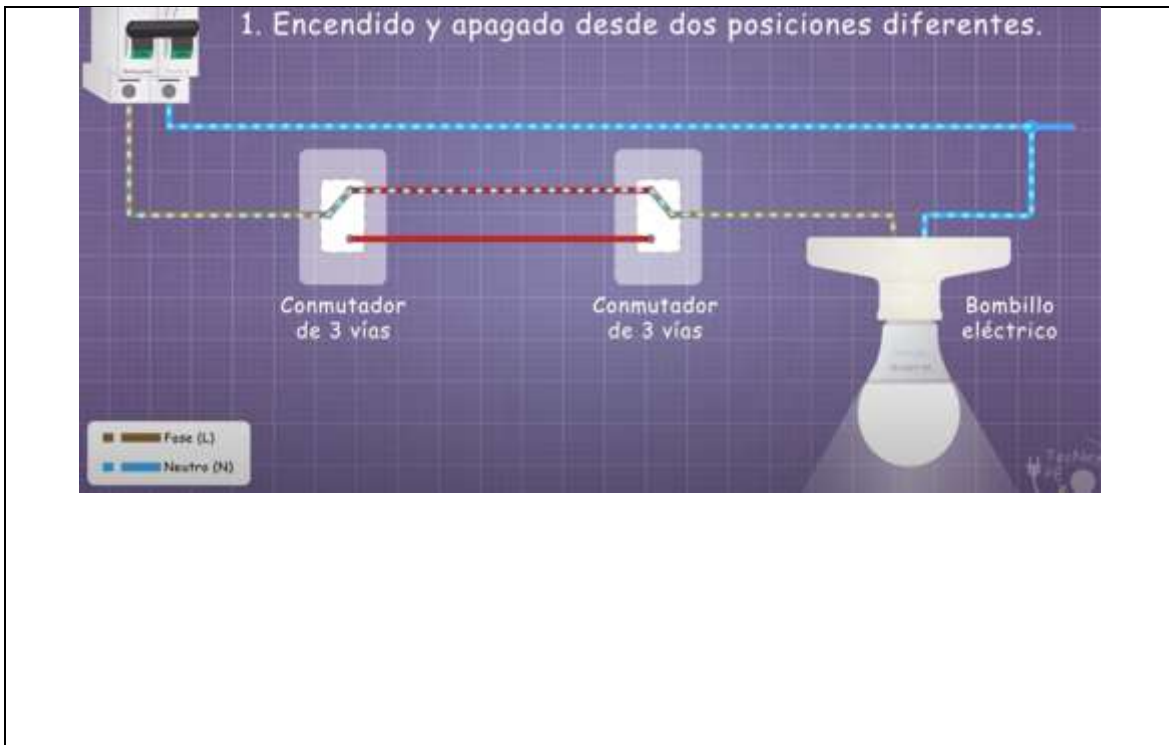 1. Encendido y apagado desde dos posiciones diferentes.
Conmutador
de 3 vías
Conmutador
de 3 vías
Bombillo
eléctrico
Fase (L)
Neutro (N)